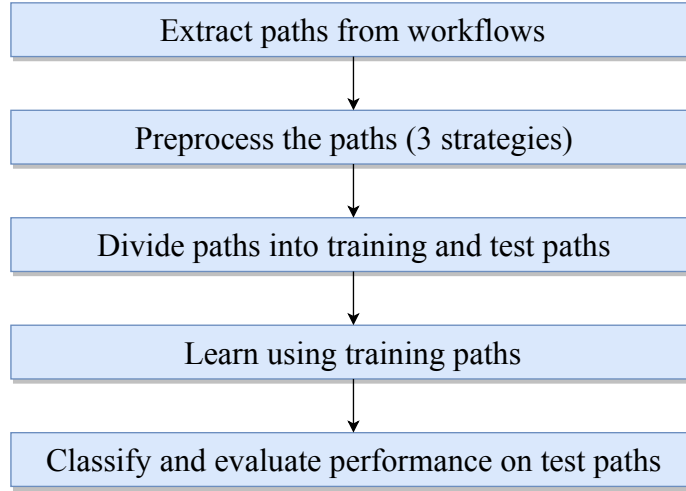 Extract paths from workflows
Preprocess the paths (3 strategies)
Divide paths into training and test paths
Learn using training paths
Classify and evaluate performance on test paths